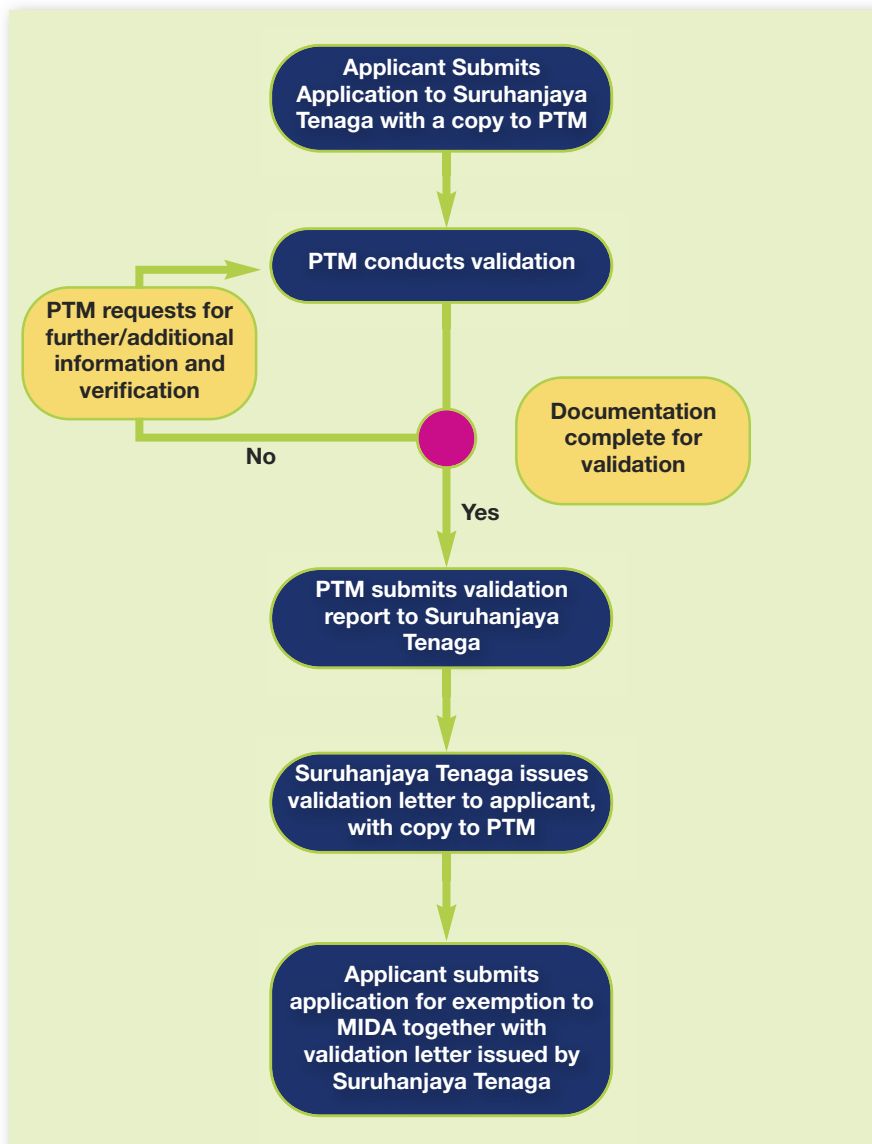 Applicant Submits
Application to Suruhanjaya
Tenaga with a copy to PTM
PTM conducts validation
PTM requests for
further/additional
information and
verification
Documentation
complete for
validation
No
Yes
PTM submits validation
report to Suruhanjaya
Tenaga
Suruhanjaya Tenaga issues
validation letter to applicant,
with copy to PTM
Applicant submits
application for exemption to
MIDA together with
validation letter issued by
Suruhanjaya Tenaga